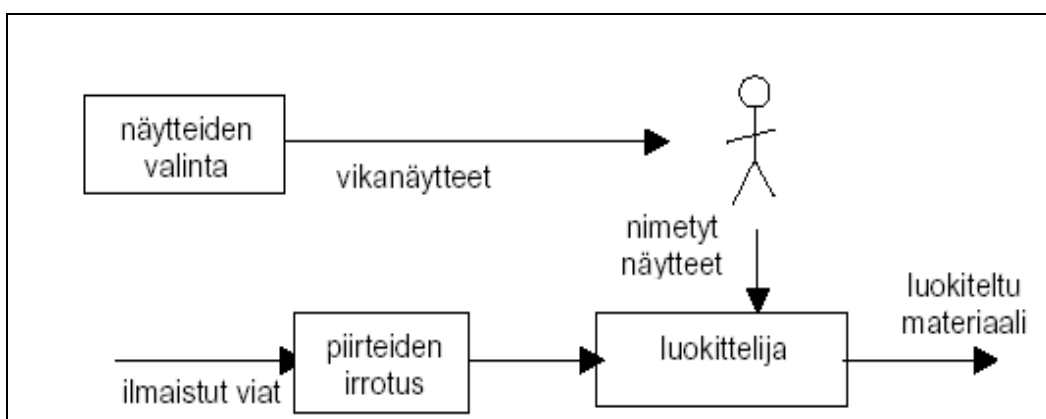 näytteiden
valinta
vikanäytteet
nimetyt
näytteet
luokiteltu
materiaali
ilmaistut viat
piirteiden
irrotus
luokittelija